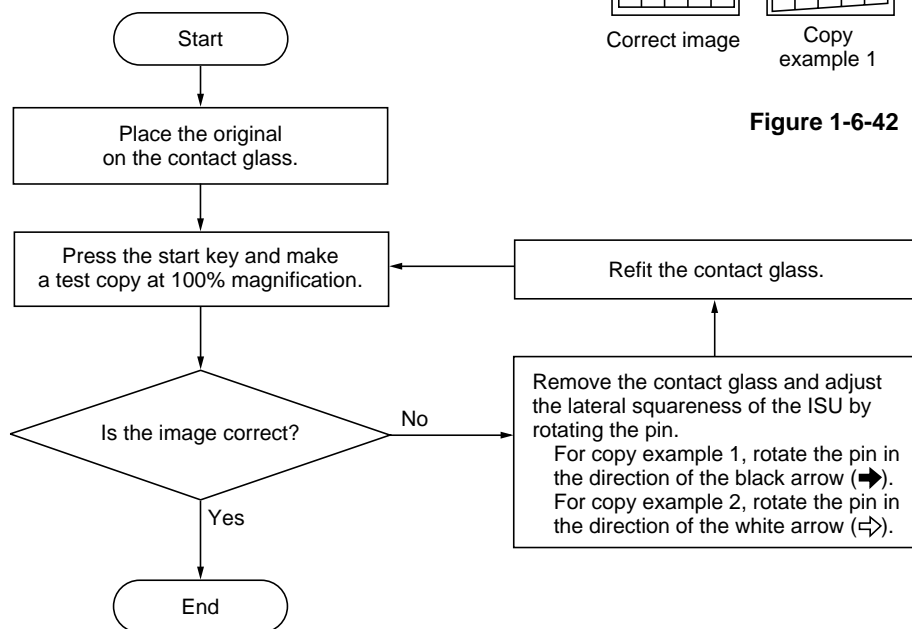 Correct image
Copy
example 1
Figure 1-6-42
Start
Place the original
on the contact glass.
Press the start key and make
a test copy at 100% magnification.
Refit the contact glass.
Is the image correct?
No
Remove the contact glass and adjust
the lateral squareness of the ISU by
rotating the pin.
For copy example 1, rotate the pin in
the direction of the black arrow (➡).
For copy example 2, rotate the pin in
the direction of the white arrow (⇨).
Yes
End